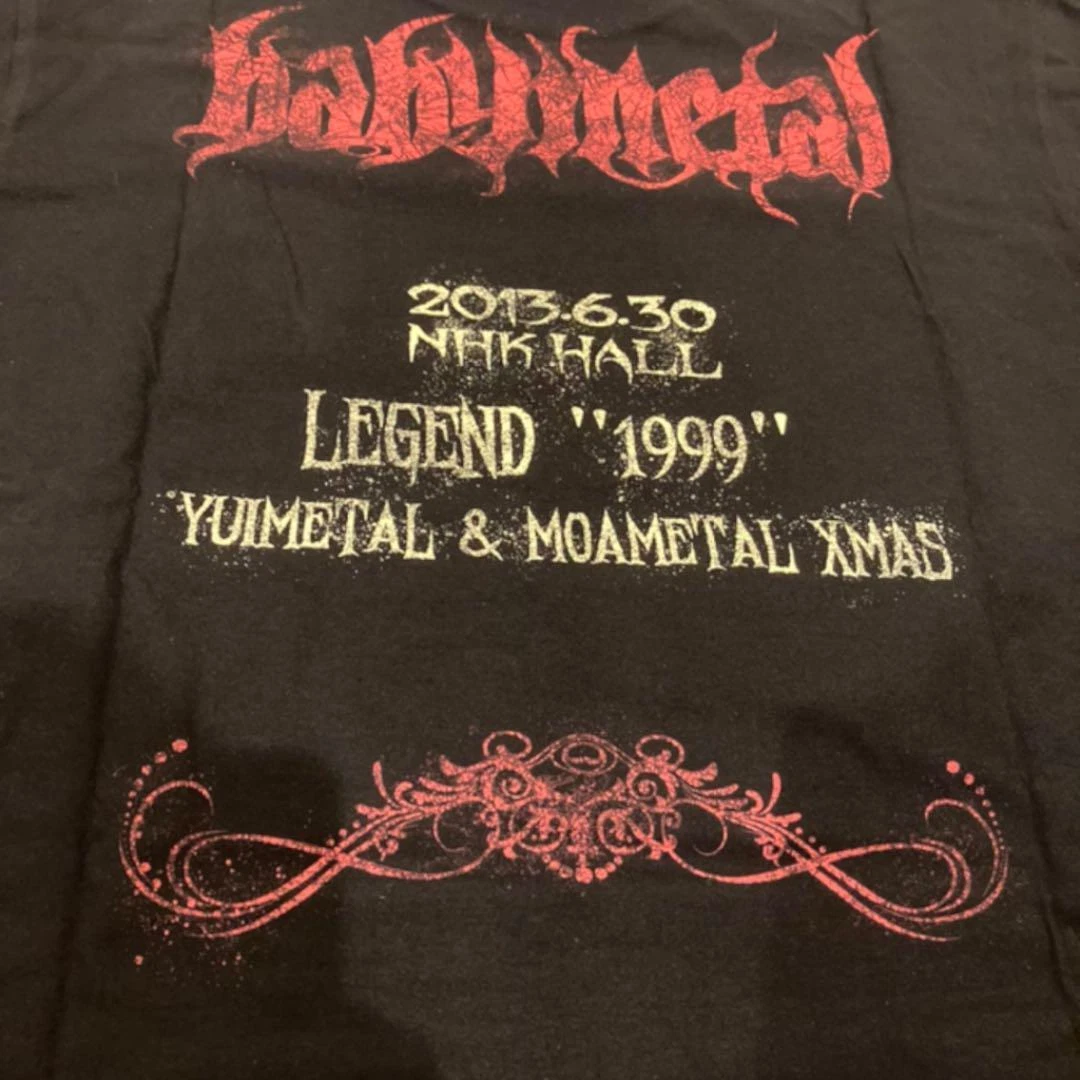 babymetal
2013.6.30
NHK HALL
LEGEND "1999"
YUIMETAL & MOAMETAL XMAS